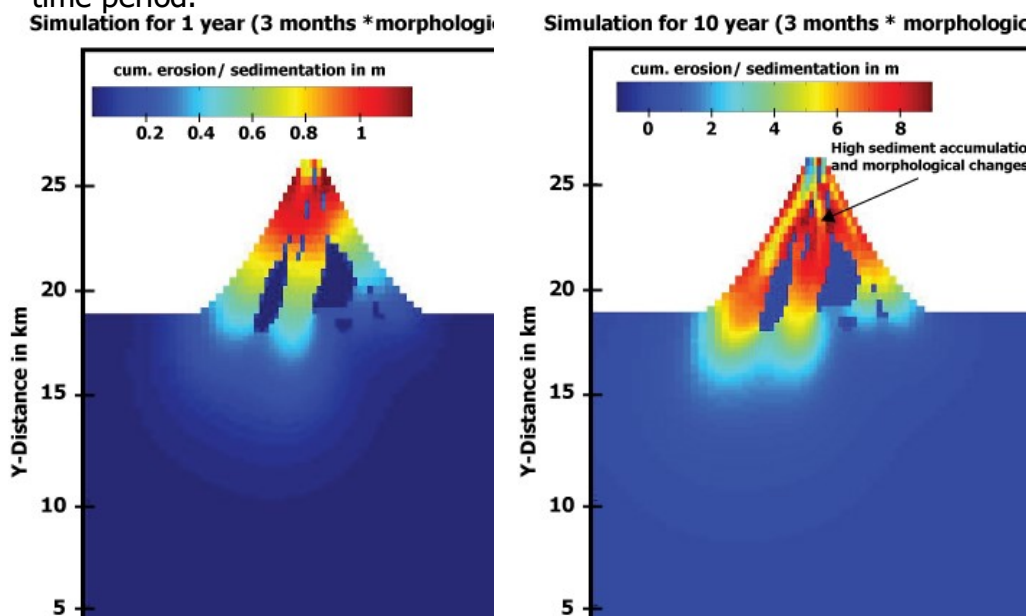 time period.
Simulation for 1 year (3 months *morphologic
cum. erosion/ sedimentation in m
0.2 0.4 0.6 0.8 1
25
20
15
10
5
Y-Distance in km
Simulation for 10 year (3 months * morphologic
cum. erosion/ sedimentation in m
0 2 4 6 8
High sediment accumulatio
and morphological changes
25
20
15
10
5
Y-Distance in km